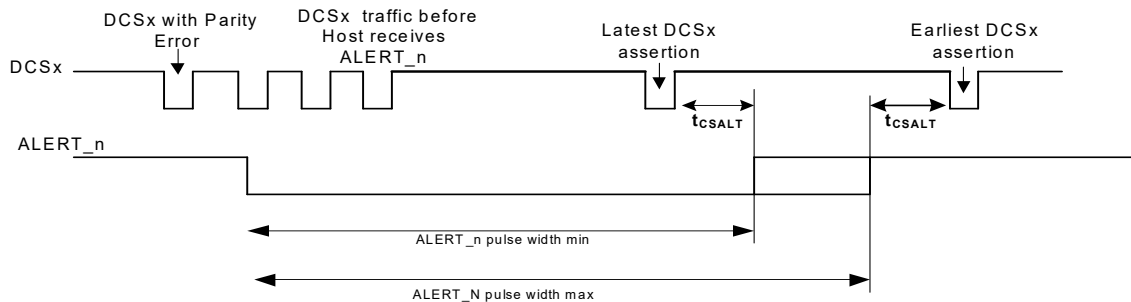 DCSx with Parity
Error
DCSx traffic before
Host receives
ALERT_n
Latest DCSx
assertion
Earliest DCSx
assertion
DCSx
tCSALT
tCSALT
ALERT_n
ALERT_n pulse width min
ALERT_N pulse width max